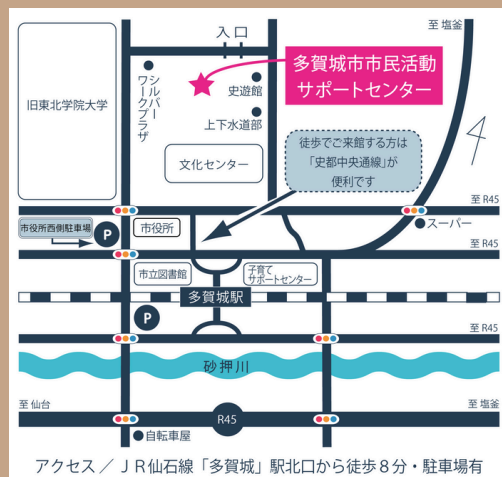 至 塩釜
入 口
多賀城市市民活動
サポートセンター
旧東北学院大学
シルバー
ワークプラザ
史遊館
上下水道部
文化センター
徒歩でご来館する方は
「史都中央通線」が
便利です
至 R45
市役所西側駐車場
P
市役所
スーパー
市立図書館
子育て
サポートセンター
至 R45
多賀城駅
P
至 R45
砂押川
至 仙台
R45
至 塩釜
自転車屋
アクセス／ＪＲ仙石線「多賀城」駅北口から徒歩８分・駐車場有